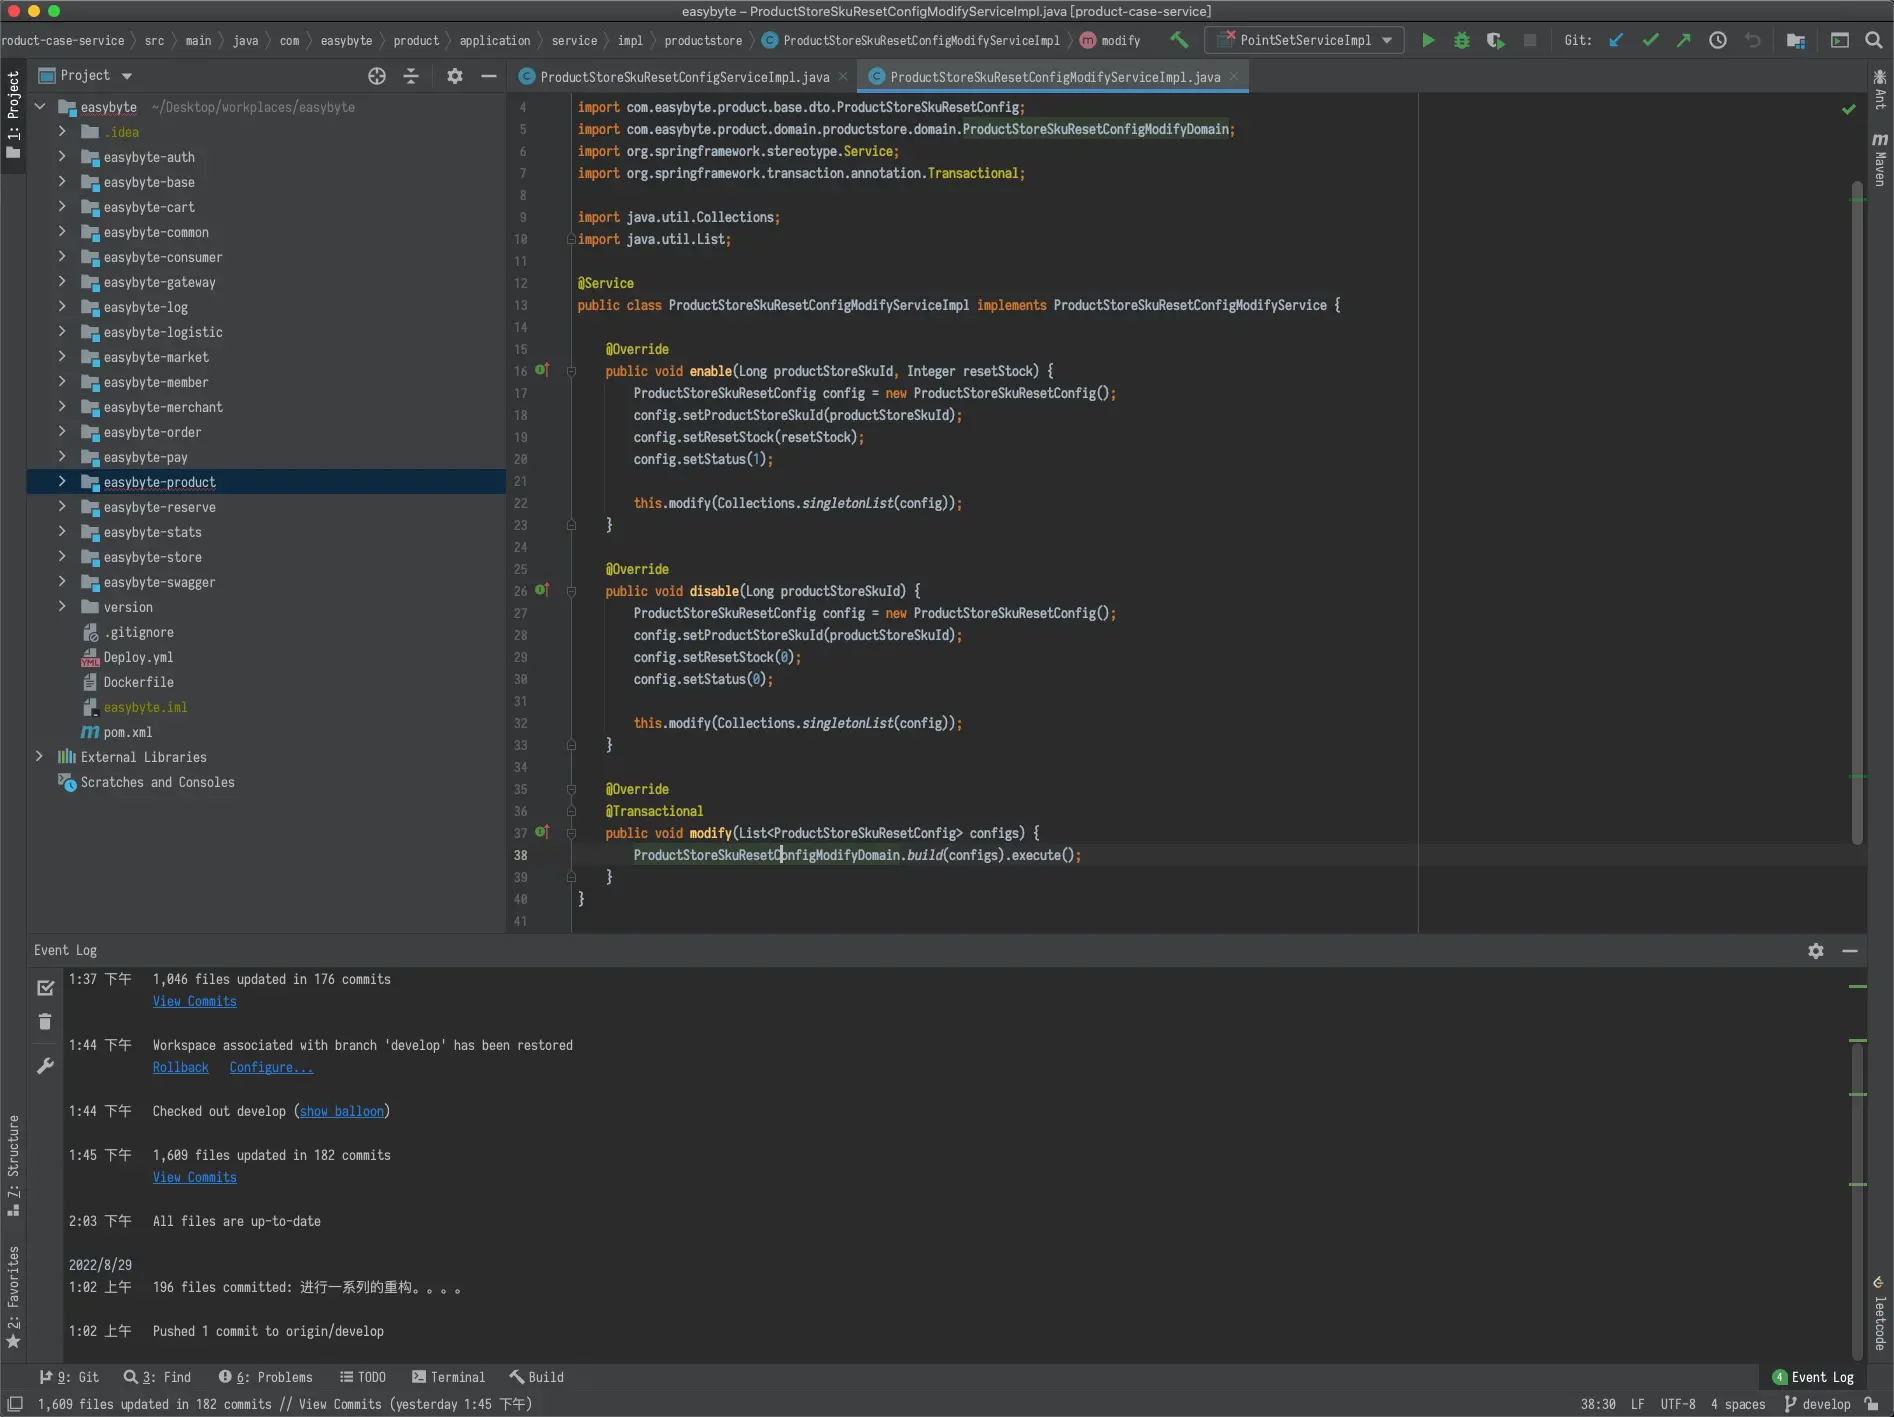 easybyte – ProductStoreSkuResetConfigModifyServiceImpl.java [product-case-service]
roduct-case-service src main java com easybyte product application service impl productstore ProductStoreSkuResetConfigModifyServiceImpl modify PointSetServiceImpl Git:
1: Project
Project
ProductStoreSkuResetConfigServiceImpl.java
ProductStoreSkuResetConfigModifyServiceImpl.java
Ant
Maven
easybyte ~/Desktop/workplaces/easybyte
.idea
easybyte-auth
easybyte-base
easybyte-cart
easybyte-common
easybyte-consumer
easybyte-gateway
easybyte-log
easybyte-logistic
easybyte-market
easybyte-member
easybyte-merchant
easybyte-order
easybyte-pay
easybyte-product
easybyte-reserve
easybyte-stats
easybyte-store
easybyte-swagger
version
.gitignore
Deploy.yml
Dockerfile
easybyte.iml
pom.xml
External Libraries
Scratches and Consoles
4 import com.easybyte.product.base.dto.ProductStoreSkuResetConfig;
5 import com.easybyte.product.domain.productstore.domain.ProductStoreSkuResetConfigModifyDomain;
6 import org.springframework.stereotype.Service;
7 import org.springframework.transaction.annotation.Transactional;
8
9 import java.util.Collections;
10 import java.util.List;
11
12 @Service
13 public class ProductStoreSkuResetConfigModifyServiceImpl implements ProductStoreSkuResetConfigModifyService {
14
15 @Override
16 public void enable(Long productStoreSkuId, Integer resetStock) {
17 ProductStoreSkuResetConfig config = new ProductStoreSkuResetConfig();
18 config.setProductStoreSkuId(productStoreSkuId);
19 config.setResetStock(resetStock);
20 config.setStatus(1);
21
22 this.modify(Collections.singletonList(config));
23 }
24
25 @Override
26 public void disable(Long productStoreSkuId) {
27 ProductStoreSkuResetConfig config = new ProductStoreSkuResetConfig();
28 config.setProductStoreSkuId(productStoreSkuId);
29 config.setResetStock(0);
30 config.setStatus(0);
31
32 this.modify(Collections.singletonList(config));
33 }
34
35 @Override
36 @Transactional
37 public void modify(List<ProductStoreSkuResetConfig> configs) {
38 ProductStoreSkuResetConfigModifyDomain.build(configs).execute();
39 }
40 }
41
Event Log
1:37 下午 1,046 files updated in 176 commits
View Commits
1:44 下午 Workspace associated with branch 'develop' has been restored
Rollback Configure...
1:44 下午 Checked out develop (show balloon)
1:45 下午 1,609 files updated in 182 commits
View Commits
2:03 下午 All files are up-to-date
2022/8/29
1:02 上午 196 files committed: 进行一系列的重构。。。。
1:02 上午 Pushed 1 commit to origin/develop
7: Structure
2: Favorites
leetcode
9: Git 3: Find 6: Problems TODO Terminal Build 4 Event Log
1,609 files updated in 182 commits // View Commits (yesterday 1:45 下午) 38:30 LF UTF-8 4 spaces develop